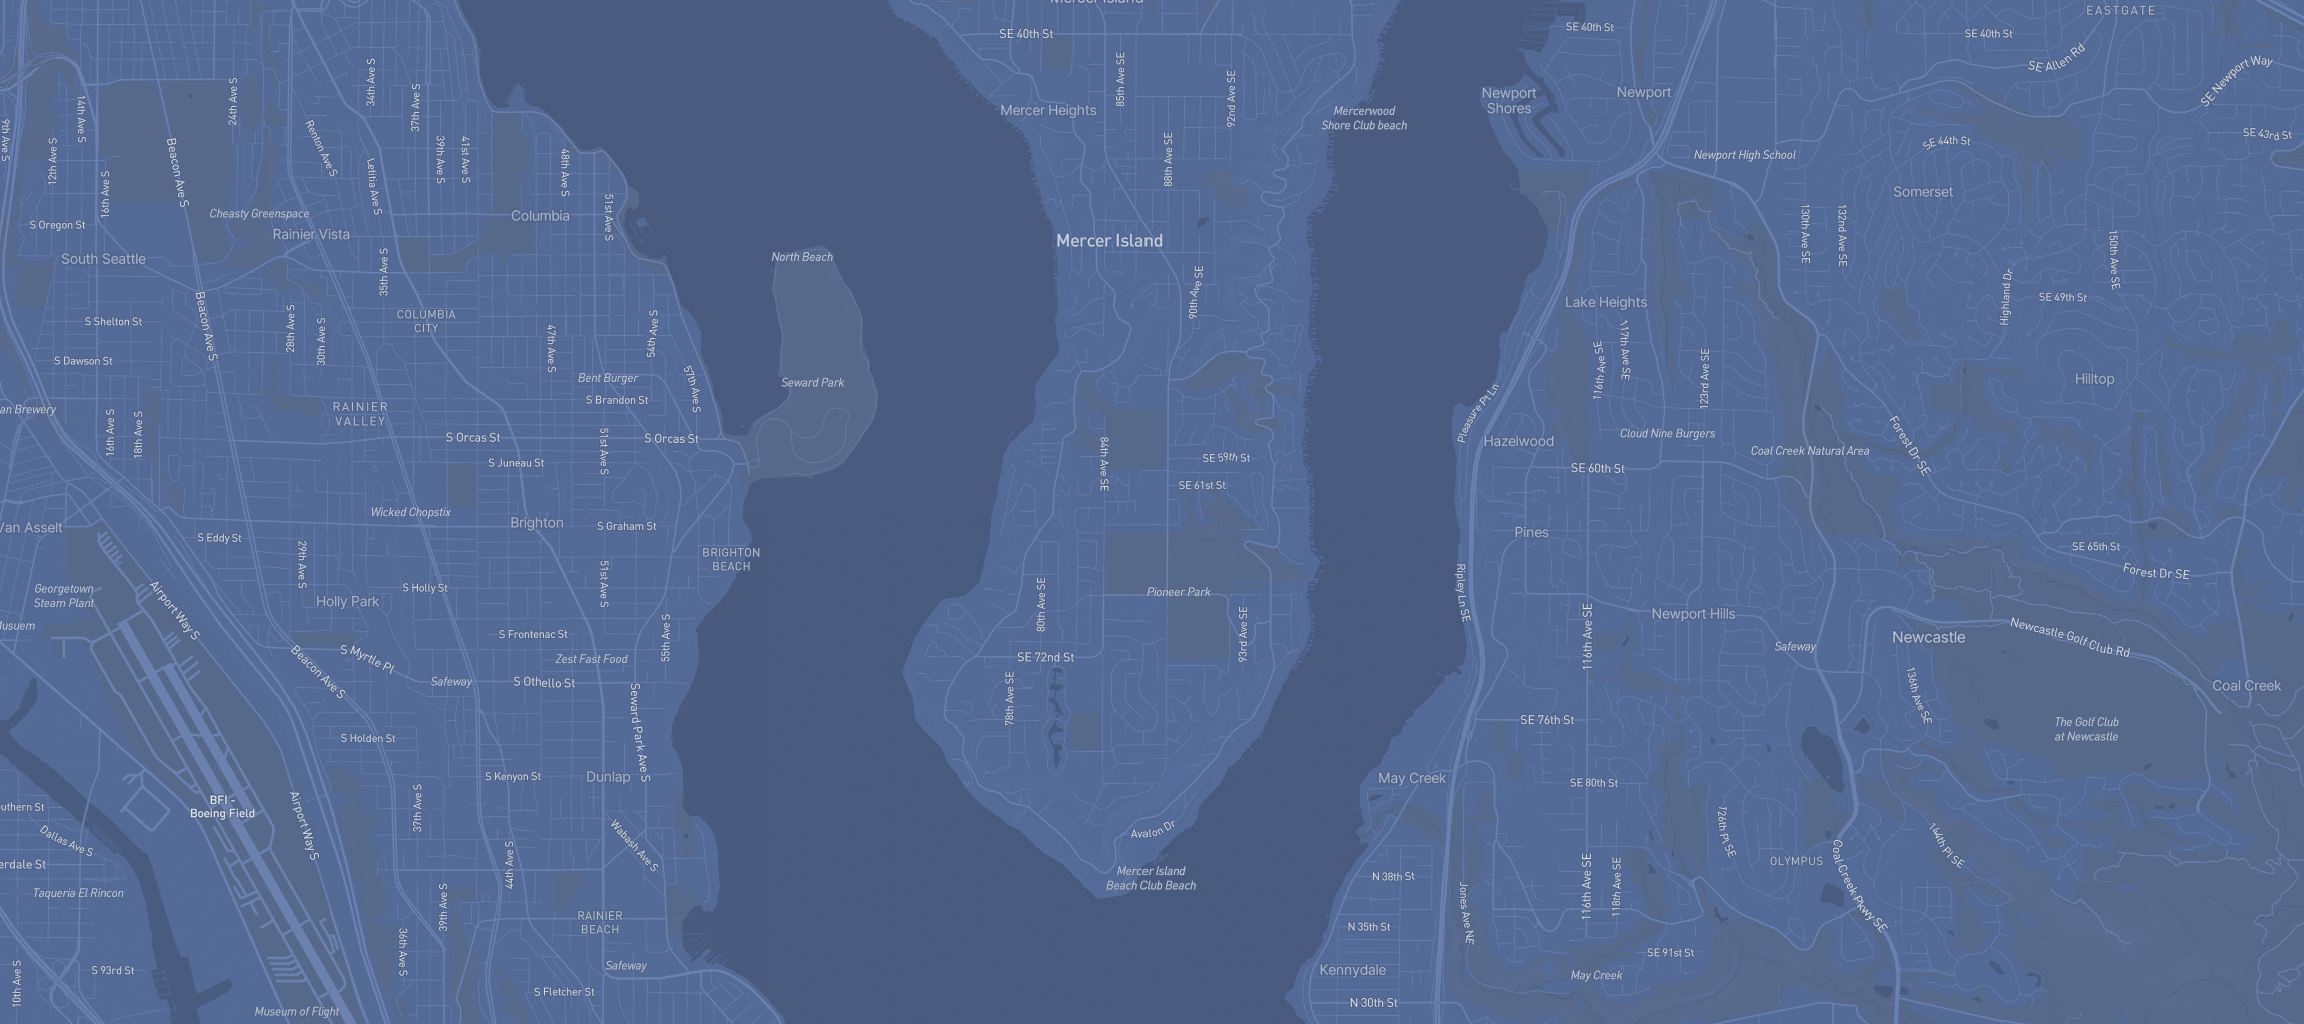 Mercer Island
EASTGATE
SE 40th St
SE 40th St
SE 40th St
SE Allen Rd
SE Newport Way
34th Ave S
37th Ave S
24th Ave S
14th Ave S
85th Ave SE
92nd Ave SE
Newport
Shores
Newport
Mercer Heights
Mercerwood
Shore Club beach
9th Ave S
12th Ave S
16th Ave S
Beacon Ave S
Renton Ave S
Letitia Ave S
39th Ave S
41st Ave S
48th Ave S
51st Ave S
88th Ave SE
Newport High School
SE 44th St
SE 43rd St
Somerset
Cheasty Greenspace
Columbia
S Oregon St
Rainier Vista
South Seattle
35th Ave S
Mercer Island
130th Ave SE
132nd Ave SE
150th Ave SE
North Beach
90th Ave SE
Highland Dr
SE 49th St
Lake Heights
Beacon Ave S
S Shelton St
COLUMBIA
CITY
28th Ave S
30th Ave S
47th Ave S
54th Ave S
S Dawson St
116th Ave SE
117th Ave SE
123rd Ave SE
Bent Burger
57th Ave S
Seward Park
Hilltop
S Brandon St
an Brewery
RAINIER
VALLEY
16th Ave S
18th Ave S
Pleasure Pt Ln
S Orcas St
S Orcas St
51st Ave S
84th Ave SE
Hazelwood
Cloud Nine Burgers
Coal Creek Natural Area
Forest Dr SE
S Juneau St
SE 59th St
SE 60th St
SE 61st St
Wicked Chopstix
Van Asselt
Brighton
S Graham St
Pines
S Eddy St
BRIGHTON
BEACH
SE 65th St
Forest Dr SE
29th Ave S
Georgetown
Steam Plant
Airport Way S
Holly Park
S Holly St
51st Ave S
80th Ave SE
Pioneer Park
93rd Ave SE
Ripley Ln SE
Newport Hills
116th Ave SE
Musuem
S Frontenac St
55th Ave S
Safeway
Newcastle
Newcastle Golf Club Rd
S Myrtle Pl
Beacon Ave S
Zest Fast Food
SE 72nd St
Safeway
S Othello St
78th Ave SE
136th Ave SE
Coal Creek
SE 76th St
The Golf Club
at Newcastle
S Holden St
Seward Park Ave S
S Kenyon St
Dunlap
May Creek
SE 80th St
BFI -
Boeing Field
uthern St
Airport Way S
37th Ave S
Dallas Ave S
Wabash Ave S
Avalon Dr
126th Pl SE
144th Pl SE
erdale St
44th Ave S
Mercer Island
Beach Club Beach
N 38th St
OLYMPUS
Coal Creek Pkwy SE
Taqueria El Rincon
39th Ave S
116th Ave SE
118th Ave SE
Jones Ave NE
RAINIER
BEACH
N 35th St
36th Ave S
SE 91st St
10th Ave S
S 93rd St
Safeway
Kennydale
May Creek
S Fletcher St
N 30th St
Museum of Flight